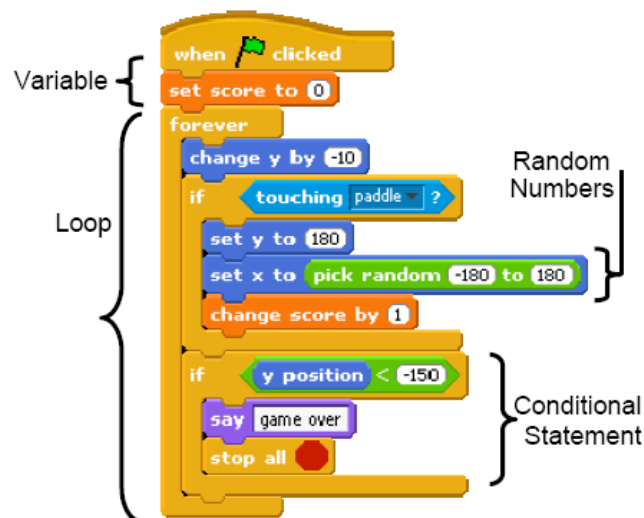 when clicked
Variable
set score to 0
forever
change y by -10
Random
Numbers
if touching paddle ?
Loop
set y to 180
set x to pick random -180 to 180
change score by 1
if y position < -150
say game over
Conditional
Statement
stop all